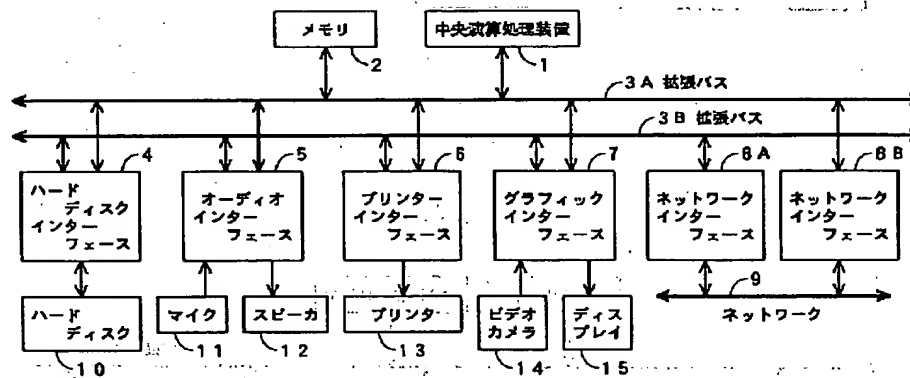 メモリ
中央演算処理装置
2
1
3A 拡張バス
3B 拡張バス
4
5
6
7
8A
8B
ハード
ディスク
インター
フェース
オーディオ
インター
フェース
プリンター
インター
フェース
グラフィック
インター
フェース
ネットワーク
インター
フェース
ネットワーク
インター
フェース
9
ネットワーク
ハード
ディスク
マイク
スピーカ
プリンタ
ビデオ
カメラ
ディス
プレイ
10
11
12
13
14
15